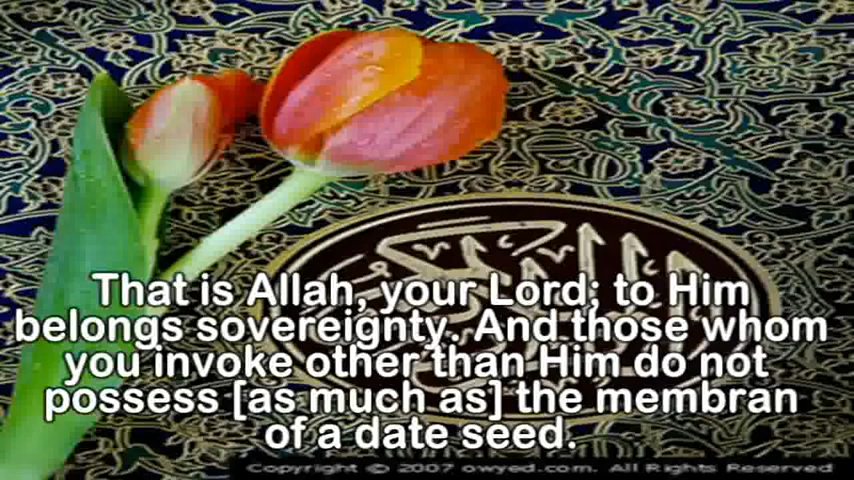 That is Allah, your Lord; to Him
belongs sovereignty. And those whom
you invoke other than Him do not
possess [as much as] the membran
of a date seed.
Copyright © 2007 owyed.com. All Rights Reserved